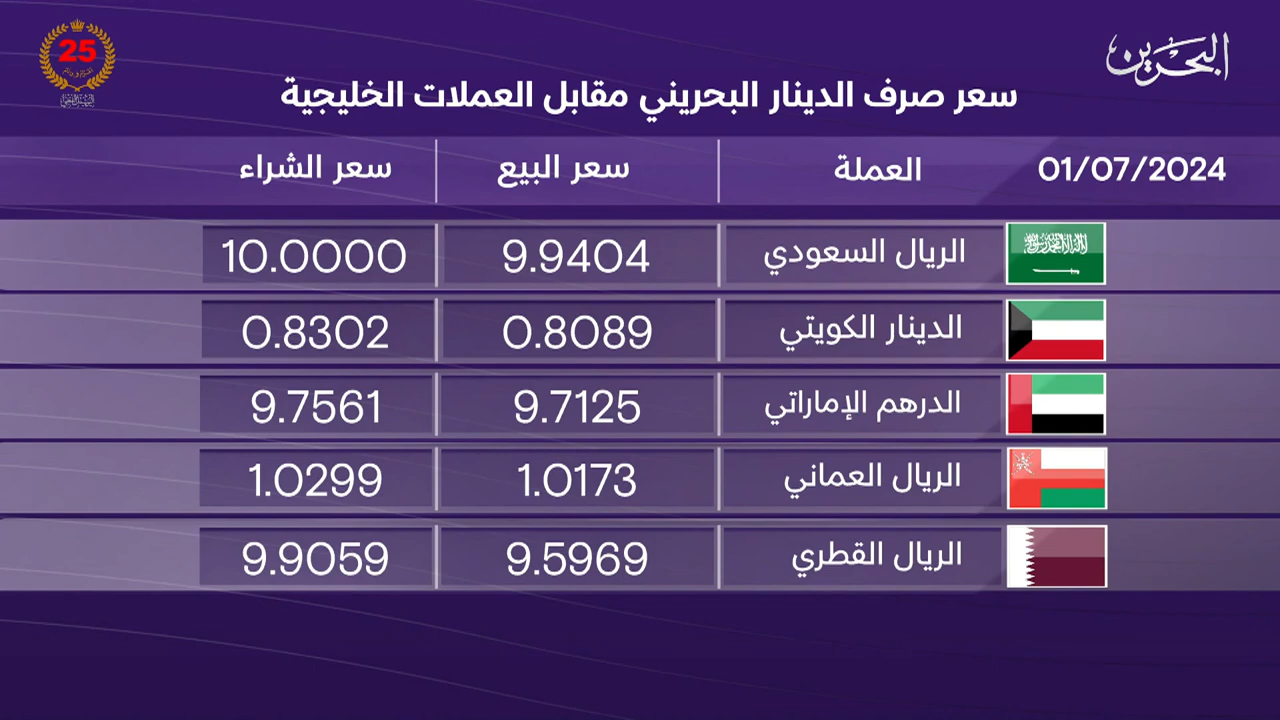 البحرين
25
سعر صرف الدينار البحريني مقابل العملات الخليجية
01/07/2024 العملة سعر البيع سعر الشراء
الريال السعودي 9.9404 10.0000
الدينار الكويتي 0.8089 0.8302
الدرهم الإماراتي 9.7125 9.7561
الريال العماني 1.0173 1.0299
الريال القطري 9.5969 9.9059